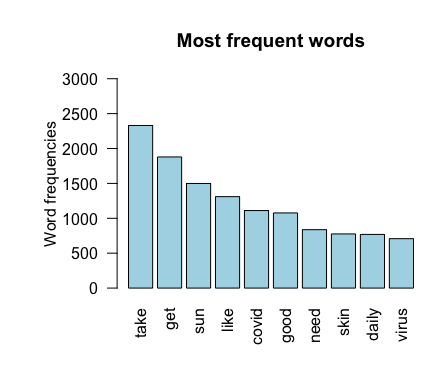 Most frequent words
Word frequencies
3000
2500
2000
1500
1000
500
0
take
get
sun
like
covid
good
need
skin
daily
virus